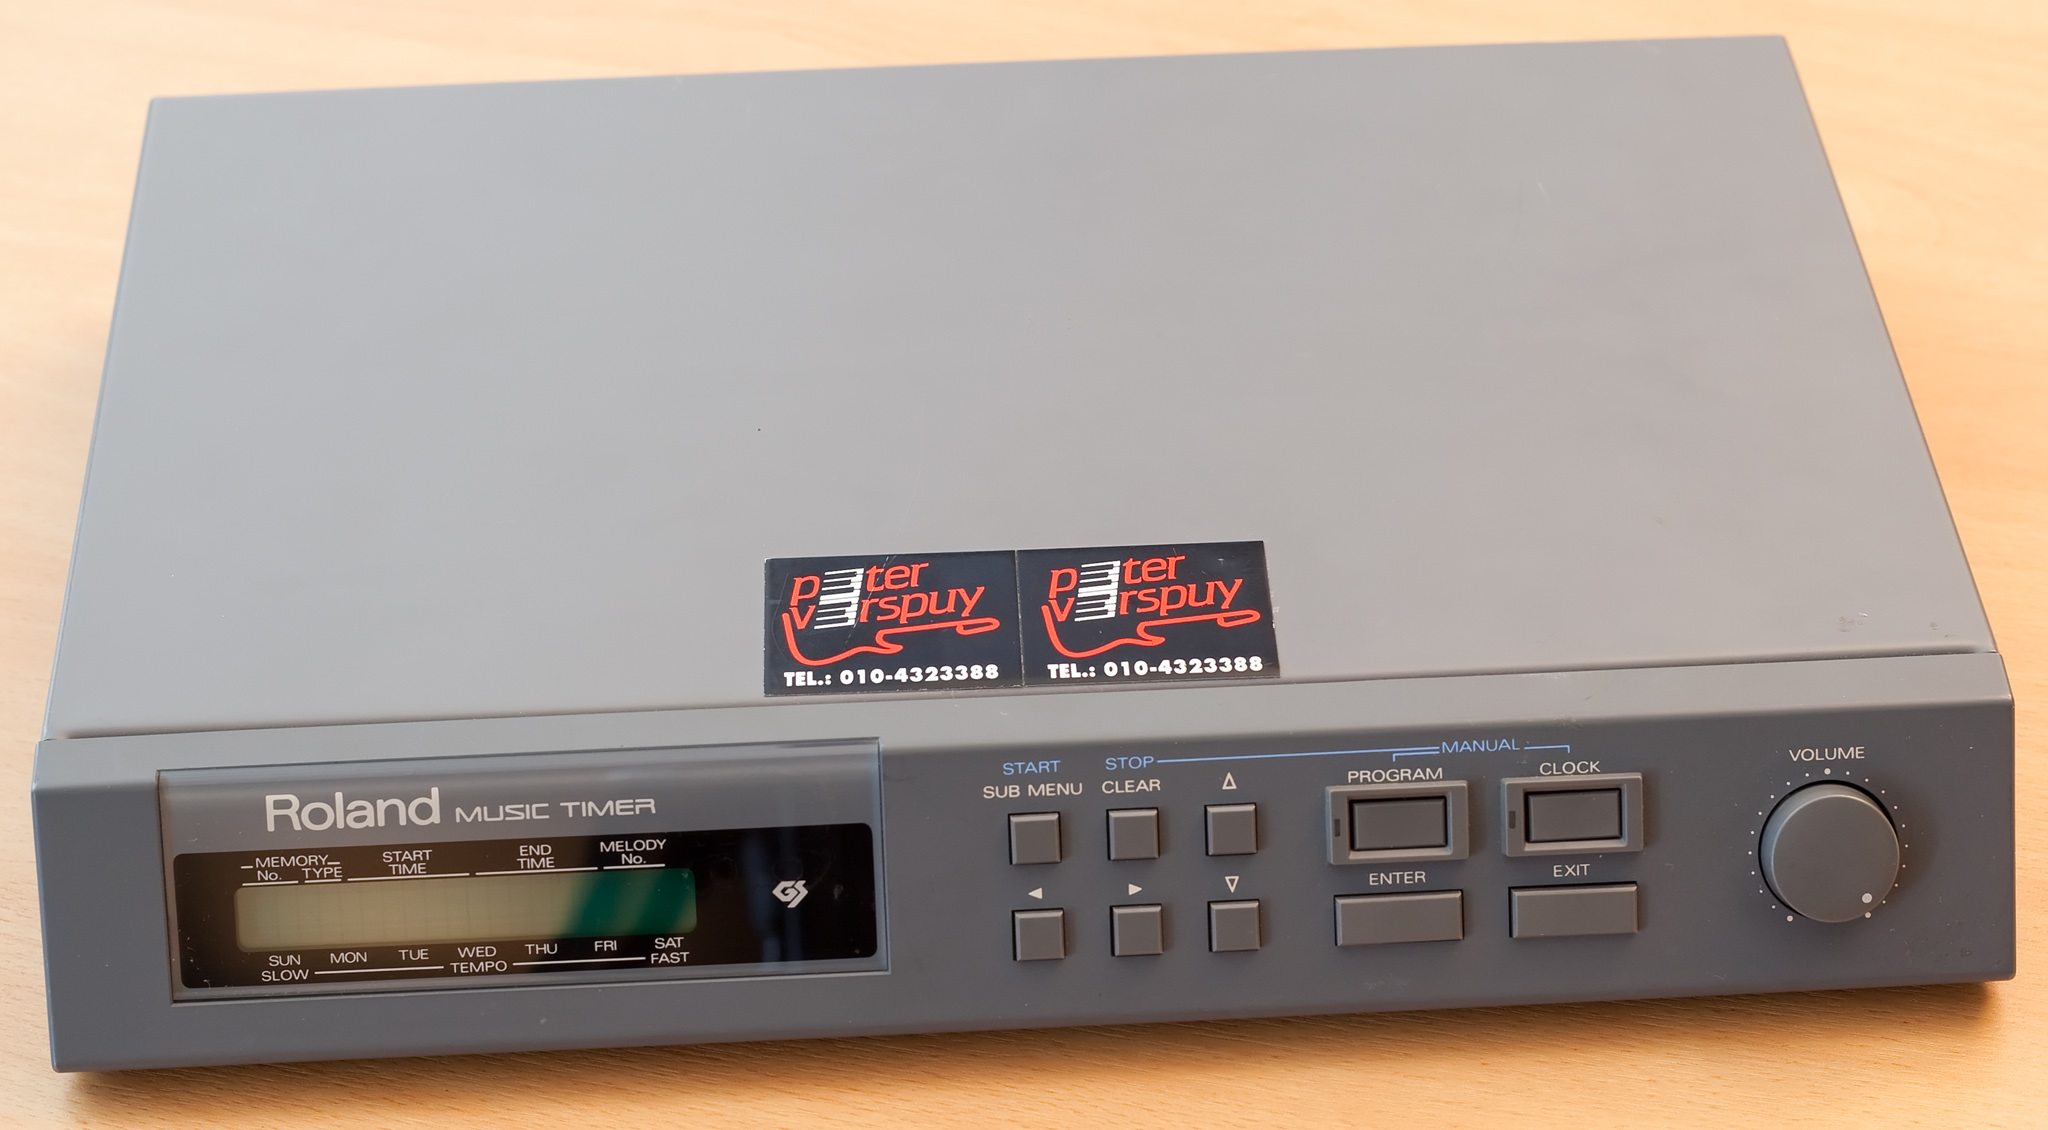 peter
verspuy
TEL.: 010-4323388
peter
verspuy
TEL.: 010-4323388
Roland MUSIC TIMER
MEMORY
No. TYPE
START
TIME
END
TIME
MELODY
No.
GS
SUN MON TUE WED THU FRI SAT
SLOW TEMPO FAST
START STOP MANUAL
SUB MENU CLEAR PROGRAM CLOCK
ENTER EXIT
VOLUME